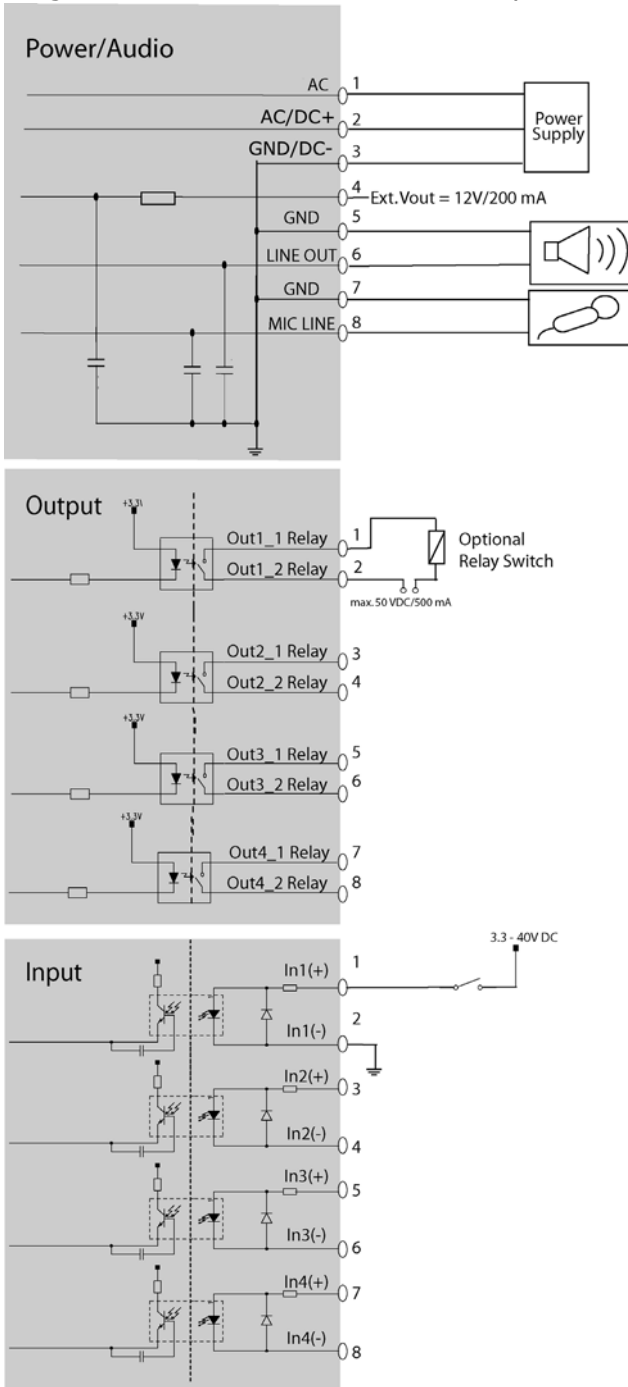 Power/Audio
AC 1
AC/DC+ 2
GND/DC- 3
Power
Supply
4 Ext.Vout = 12V/200 mA
GND 5
LINE OUT 6
GND 7
MIC LINE 8
Output
+3.3\
Out1_1 Relay 1
Out1_2 Relay 2
Optional
Relay Switch
max.50 VDC/500 mA
+3.3V
Out2_1 Relay 3
Out2_2 Relay 4
+3.3V
Out3_1 Relay 5
Out3_2 Relay 6
+3.3V
Out4_1 Relay 7
Out4_2 Relay 8
Input
3.3 - 40V DC
In1(+) 1
In1(-) 2
In2(+) 3
In2(-) 4
In3(+) 5
In3(-) 6
In4(+) 7
In4(-) 8